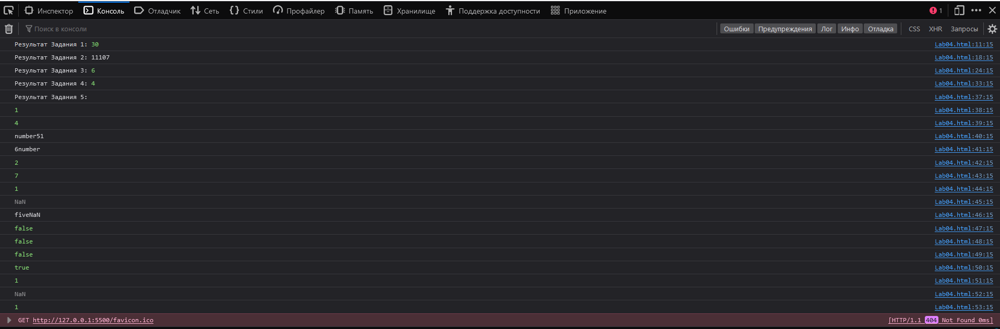 Инспектор Консоль Отладчик Сеть Стили Профайлер Память Хранилище Поддержка доступности Приложение 1
Поиск в консоли Ошибки Предупреждения Лог Инфо Отладка CSS XHR Запросы
Результат Задания 1: 30 Lab04.html:11:15
Результат Задания 2: 11107 Lab04.html:18:15
Результат Задания 3: 6 Lab04.html:24:15
Результат Задания 4: 4 Lab04.html:33:15
Результат Задания 5: Lab04.html:37:15
1 Lab04.html:38:15
4 Lab04.html:39:15
number51 Lab04.html:40:15
6number Lab04.html:41:15
2 Lab04.html:42:15
7 Lab04.html:43:15
1 Lab04.html:44:15
NaN Lab04.html:45:15
fiveNaN Lab04.html:46:15
false Lab04.html:47:15
false Lab04.html:48:15
false Lab04.html:49:15
true Lab04.html:50:15
1 Lab04.html:51:15
NaN Lab04.html:52:15
1 Lab04.html:53:15
GET http://127.0.0.1:5500/favicon.ico [HTTP/1.1 404 Not Found 0ms]